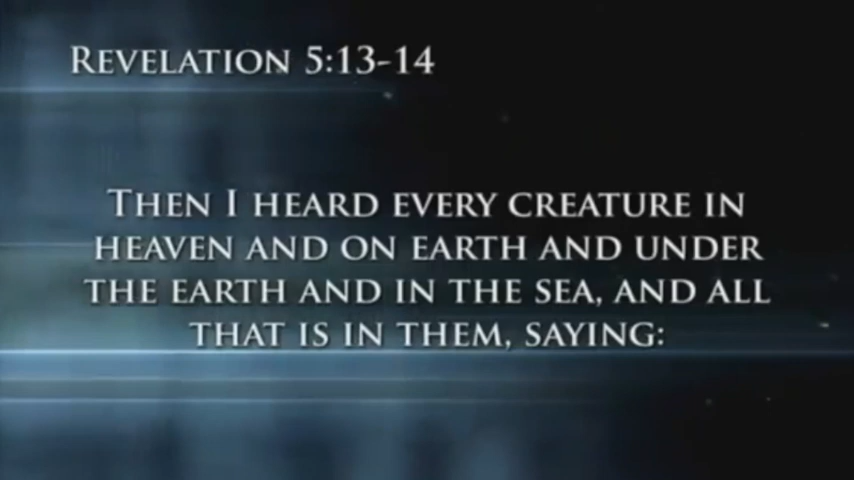 Revelation 5:13-14
Then I heard every creature in
heaven and on earth and under
the earth and in the sea, and all
that is in them, saying: